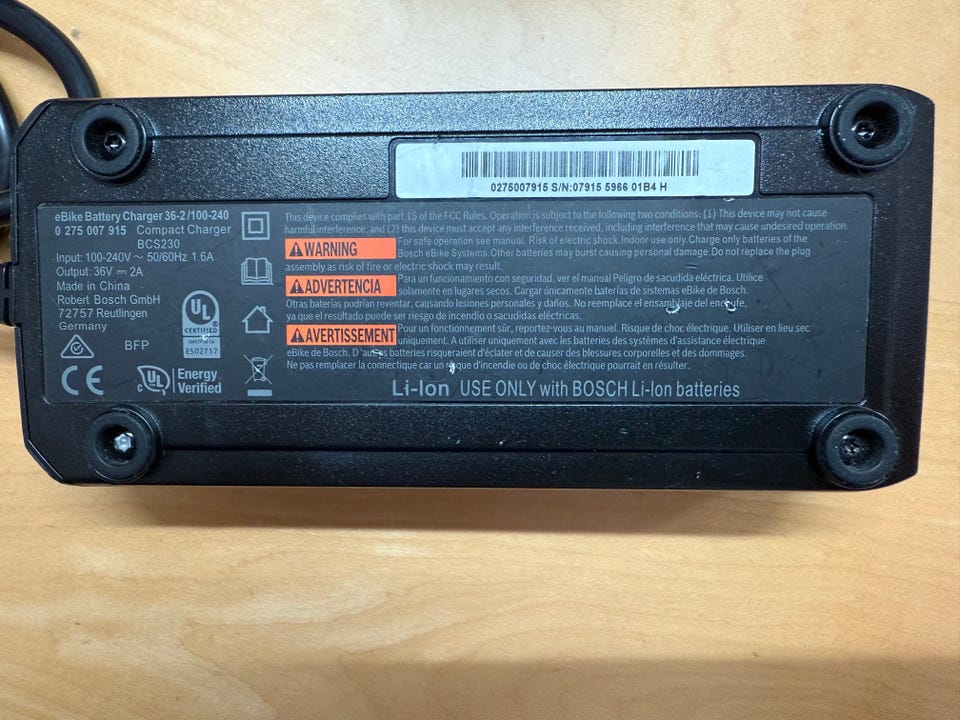 0275007915 S/N:07915 5966 01B4 H
eBike Battery Charger 36-2/100-240
0 275 007 915 Compact Charger
BCS230
Input: 100-240V ~ 50/60Hz 1.6A
Output: 36V ⎓ 2A
Made in China
Robert Bosch GmbH
72757 Reutlingen
Germany
BFP
CE
UL
CERTIFIED
SAFETY US CA
E502717
c UL us Energy
Verified
This device complies with part 15 of the FCC Rules. Operation is subject to the following two conditions: (1) This device may not cause
harmful interference, and (2) this device must accept any interference received, including interference that may cause undesired operation.
WARNING For safe operation see manual. Risk of electric shock. Indoor use only. Charge only batteries of the
Bosch eBike Systems. Other batteries may burst causing personal damage. Do not replace the plug
assembly as risk of fire or electric shock may result.
ADVERTENCIA Para un funcionamiento con seguridad, ver el manual Peligro de sacudida eléctrica. Utilice
solamente en lugares secos. Cargar únicamente baterías de sistemas eBike de Bosch.
Otras baterías podrian reventar, causando lesiones personales y daños. No reemplace el ensamblaje del enchufe,
ya que el resultado puede ser riesgo de incendio o sacudidas eléctricas.
AVERTISSEMENT Pour un fonctionnement sûr, reportez-vous au manual. Risque de choc électrique. Utiliser en lieu sec
uniquement. A utiliser uniquement avec les batteries des systèmes d'assistance électrique
eBike de Bosch. D'autres batteries risqueraient d'éclater et de causer des blessures corporelles et des dommages.
Ne pas remplacer la connectique car un risque d'incendie ou de choc électrique pourrait en résulter.
Li-Ion USE ONLY with BOSCH Li-Ion batteries